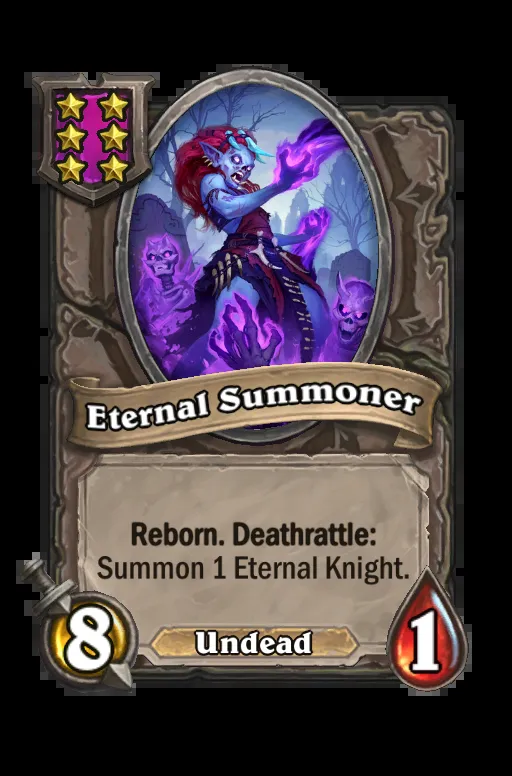 Eternal Summoner
Reborn. Deathrattle:
Summon 1 Eternal Knight.
8
Undead
1